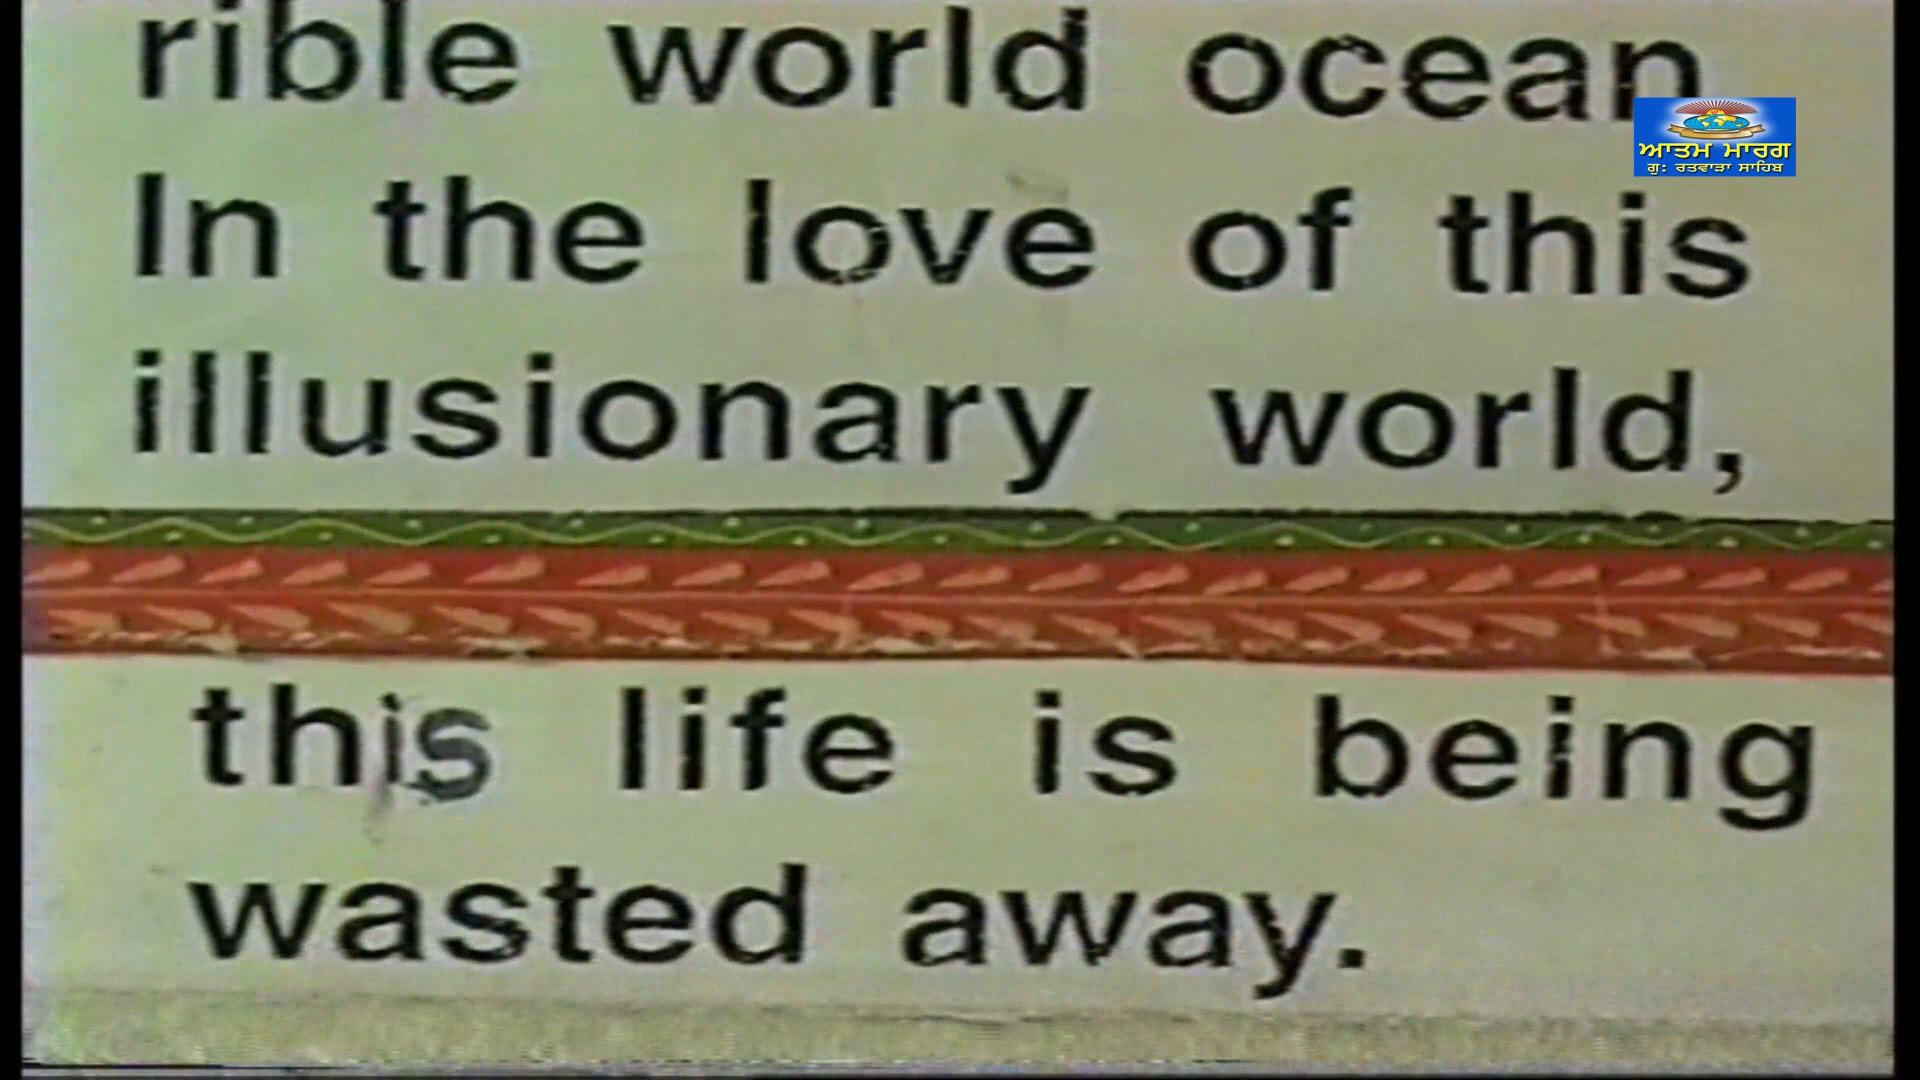 rible world ocean
ਆਤਮ ਮਾਰਗ
ਗੁ: ਰਤਵਾੜਾ ਸਾਹਿਬ
In the love of this
illusionary world,
this life is being
wasted away.